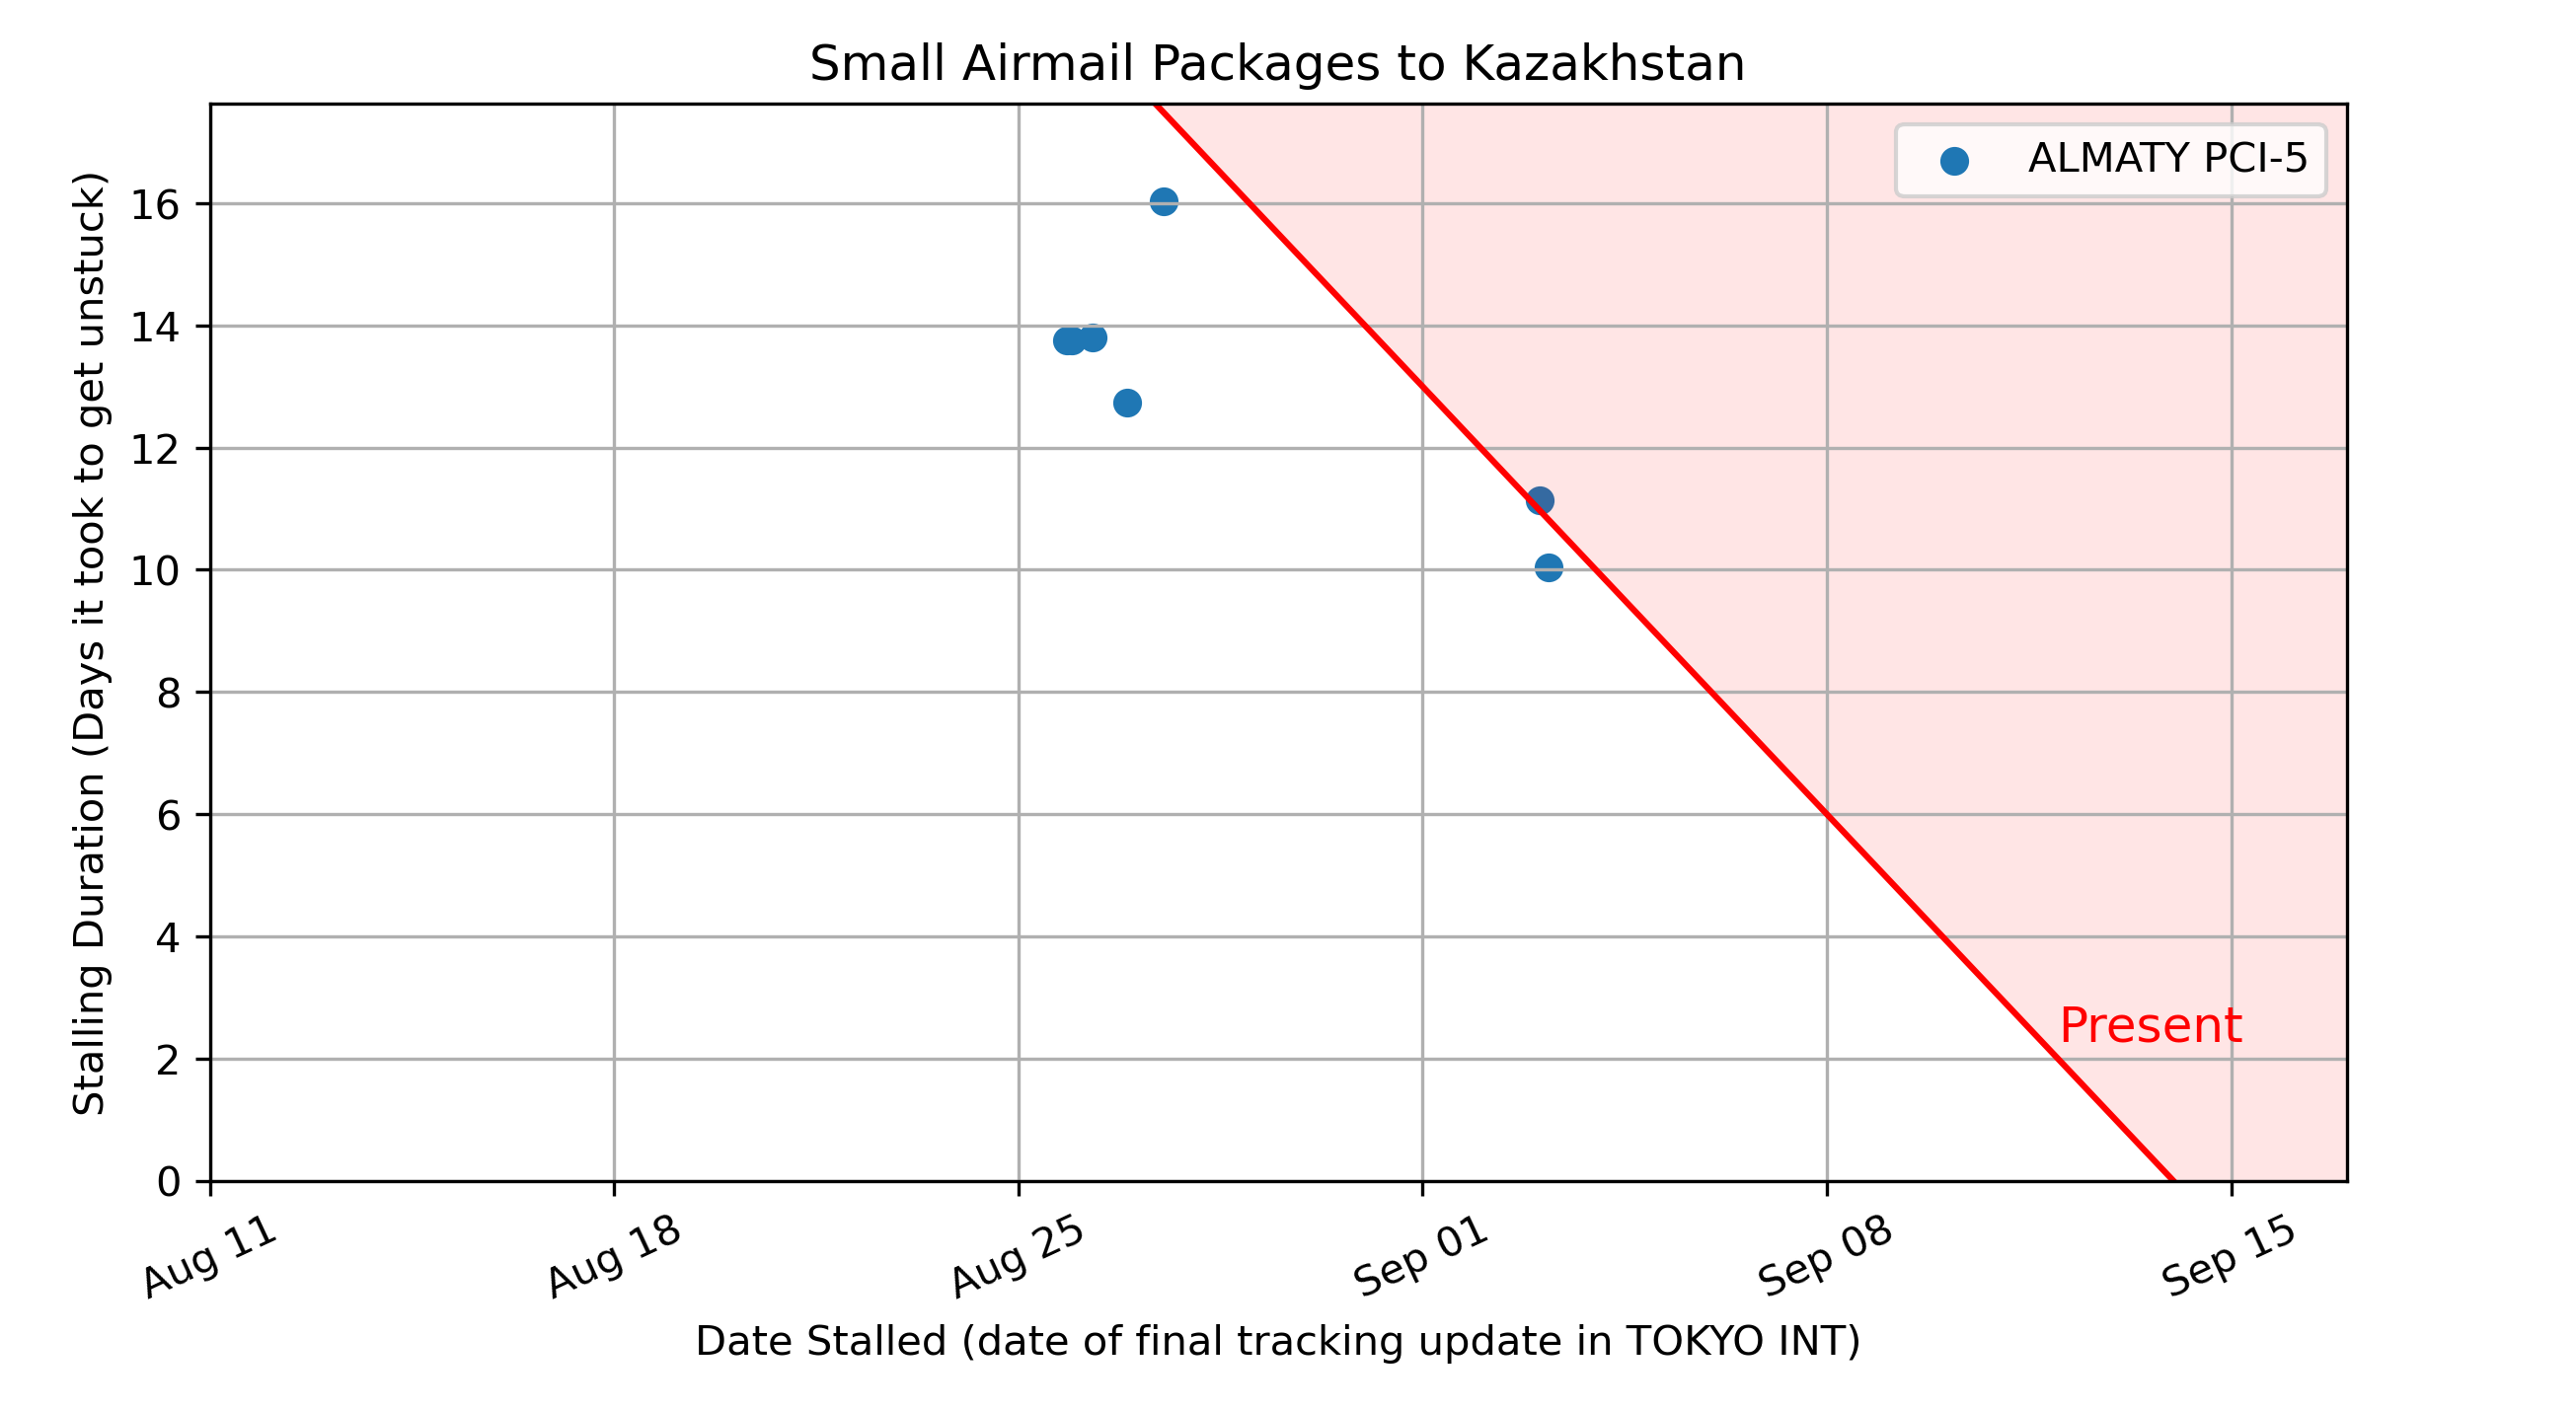 Small Airmail Packages to Kazakhstan
ALMATY PCI-5
Stalling Duration (Days it took to get unstuck)
16
14
12
10
8
6
4
2
0
Present
Aug 11
Aug 18
Aug 25
Sep 01
Sep 08
Sep 15
Date Stalled (date of final tracking update in TOKYO INT)